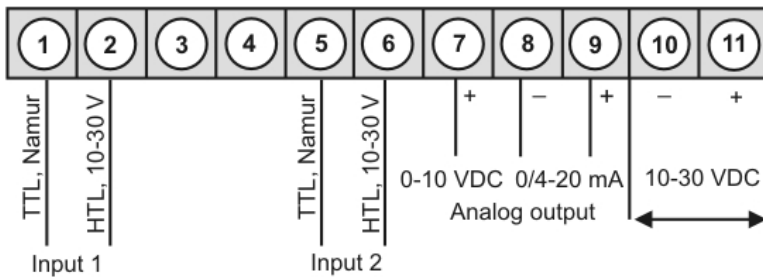 1 2 3 4 5 6 7 8 9 10 11
+ – + – +
TTL, Namur
HTL, 10-30 V
TTL, Namur
HTL, 10-30 V
0-10 VDC 0/4-20 mA 10-30 VDC
Analog output
Input 1 Input 2